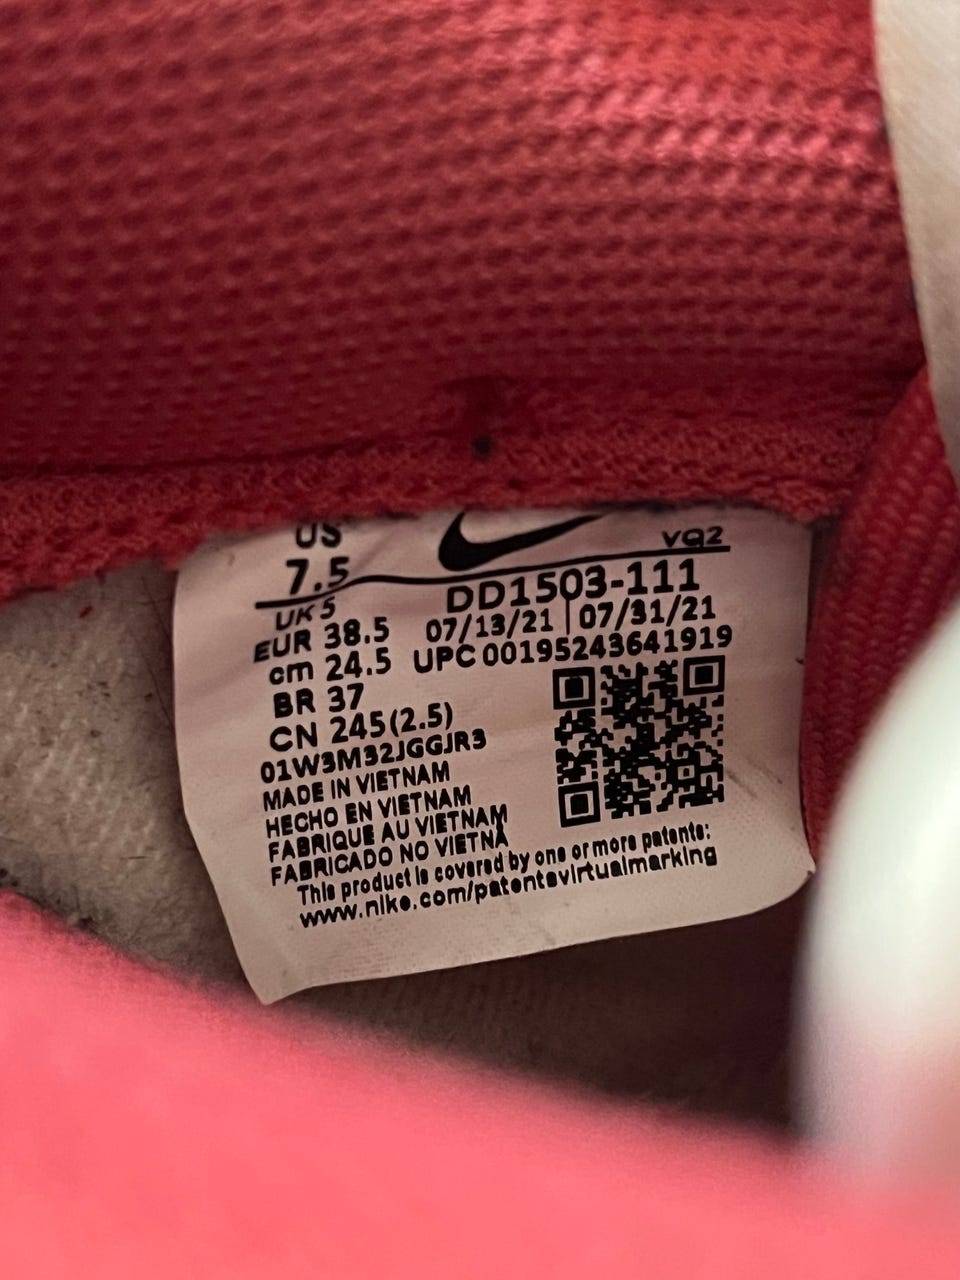 US
7.5
UK 5
EUR 38.5
cm 24.5
BR 37
CN 245(2.5)
VQ2
DD1503-111
07/13/21 | 07/31/21
UPC 00195243641919
01W3M32JGGJR3
MADE IN VIETNAM
HECHO EN VIETNAM
FABRIQUE AU VIETNAM
FABRICADO NO VIETNÃ
This product is covered by one or more patents:
www.nike.com/patentsvirtualmarking